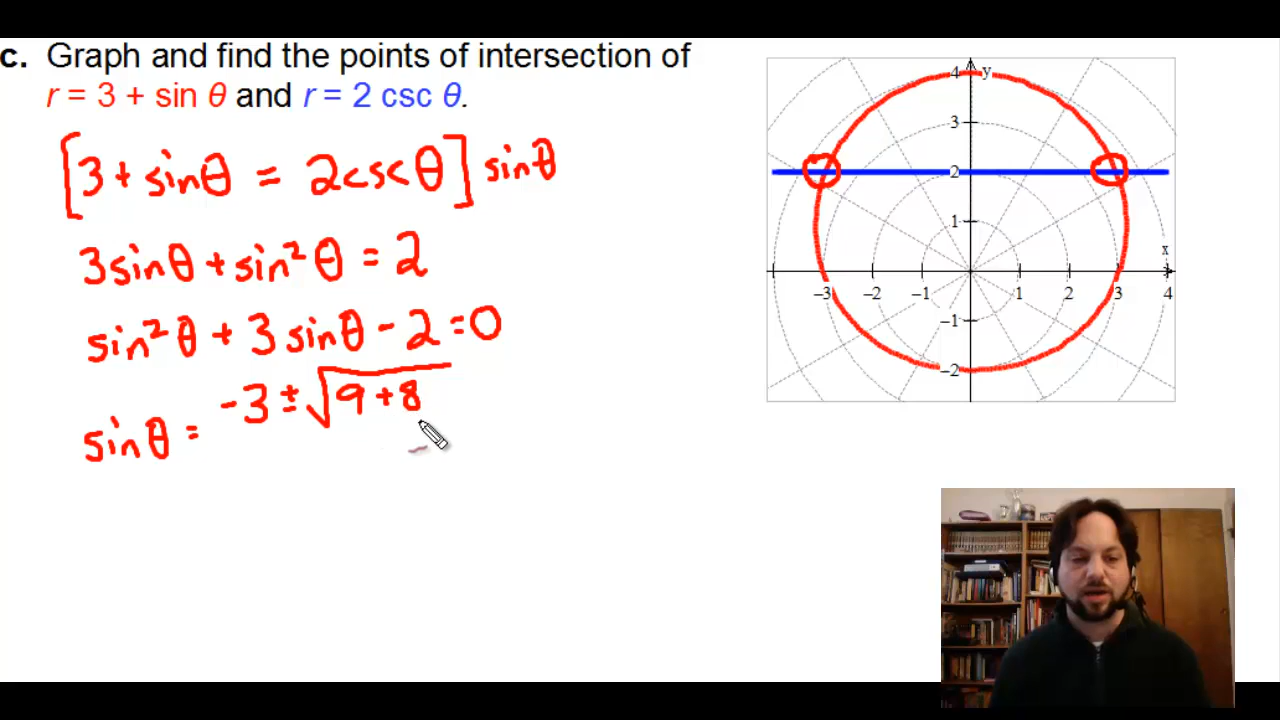 c. Graph and find the points of intersection of
r = 3 + sin θ and r = 2 csc θ.
[3 + sinθ = 2cscθ] sinθ
3sinθ + sin²θ = 2
sin²θ + 3 sinθ - 2 = 0
sinθ = -3 ± √9 + 8
4 y
3
2
1
x
–3 –2 –1 1 2 3 4
–1
–2